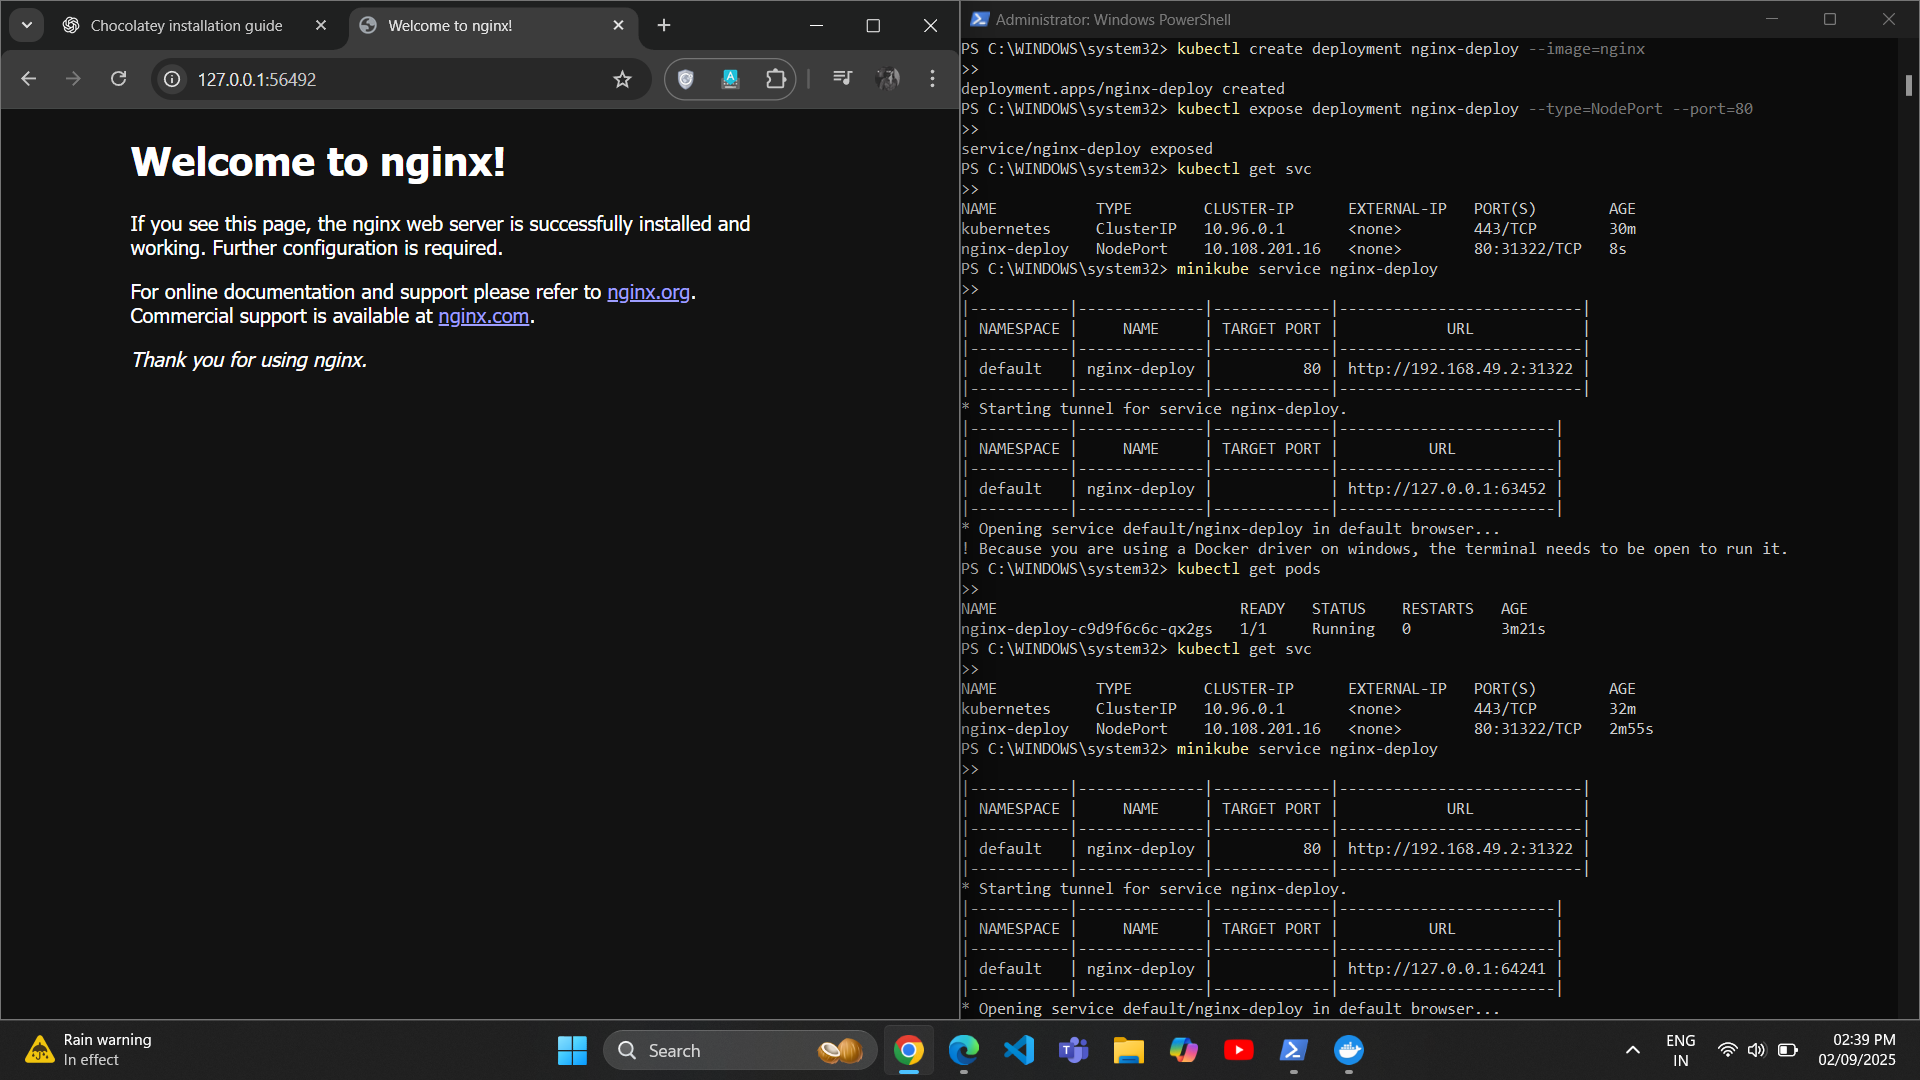 Chocolatey installation guide
Welcome to nginx!
127.0.0.1:56492
Welcome to nginx!
If you see this page, the nginx web server is successfully installed and
working. Further configuration is required.
For online documentation and support please refer to nginx.org.
Commercial support is available at nginx.com.
Thank you for using nginx.
Administrator: Windows PowerShell
PS C:\WINDOWS\system32> kubectl create deployment nginx-deploy --image=nginx
>>
deployment.apps/nginx-deploy created
PS C:\WINDOWS\system32> kubectl expose deployment nginx-deploy --type=NodePort --port=80
>>
service/nginx-deploy exposed
PS C:\WINDOWS\system32> kubectl get svc
>>
NAME           TYPE        CLUSTER-IP      EXTERNAL-IP   PORT(S)        AGE
kubernetes     ClusterIP   10.96.0.1       <none>        443/TCP        30m
nginx-deploy   NodePort    10.108.201.16   <none>        80:31322/TCP   8s
PS C:\WINDOWS\system32> minikube service nginx-deploy
>>
|-----------|--------------|-------------|---------------------------|
| NAMESPACE |     NAME     | TARGET PORT |            URL            |
|-----------|--------------|-------------|---------------------------|
| default   | nginx-deploy |          80 | http://192.168.49.2:31322 |
|-----------|--------------|-------------|---------------------------|
* Starting tunnel for service nginx-deploy.
|-----------|--------------|-------------|------------------------|
| NAMESPACE |     NAME     | TARGET PORT |          URL           |
|-----------|--------------|-------------|------------------------|
| default   | nginx-deploy |             | http://127.0.0.1:63452 |
|-----------|--------------|-------------|------------------------|
* Opening service default/nginx-deploy in default browser...
! Because you are using a Docker driver on windows, the terminal needs to be open to run it.
PS C:\WINDOWS\system32> kubectl get pods
>>
NAME                           READY   STATUS    RESTARTS   AGE
nginx-deploy-c9d9f6c6c-qx2gs   1/1     Running   0          3m21s
PS C:\WINDOWS\system32> kubectl get svc
>>
NAME           TYPE        CLUSTER-IP      EXTERNAL-IP   PORT(S)        AGE
kubernetes     ClusterIP   10.96.0.1       <none>        443/TCP        32m
nginx-deploy   NodePort    10.108.201.16   <none>        80:31322/TCP   2m55s
PS C:\WINDOWS\system32> minikube service nginx-deploy
>>
|-----------|--------------|-------------|---------------------------|
| NAMESPACE |     NAME     | TARGET PORT |            URL            |
|-----------|--------------|-------------|---------------------------|
| default   | nginx-deploy |          80 | http://192.168.49.2:31322 |
|-----------|--------------|-------------|---------------------------|
* Starting tunnel for service nginx-deploy.
|-----------|--------------|-------------|------------------------|
| NAMESPACE |     NAME     | TARGET PORT |          URL           |
|-----------|--------------|-------------|------------------------|
| default   | nginx-deploy |             | http://127.0.0.1:64241 |
|-----------|--------------|-------------|------------------------|
* Opening service default/nginx-deploy in default browser...
Rain warning
In effect
Search
ENG
IN
02:39 PM
02/09/2025